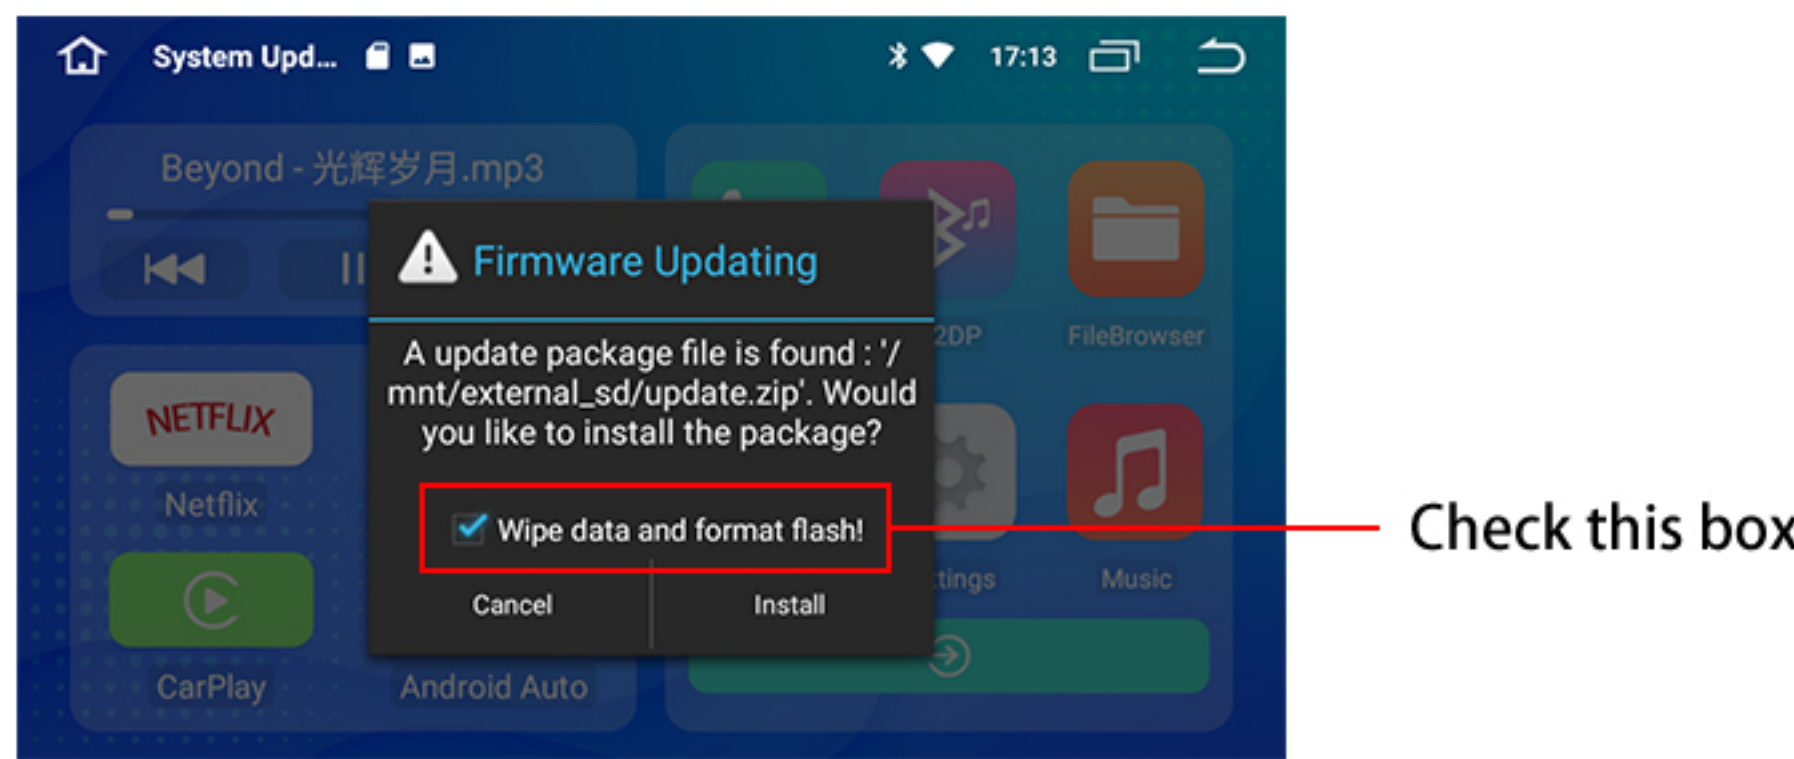 System Upd...
17:13
Beyond - 光辉岁月.mp3
Firmware Updating
A update package file is found : '/
mnt/external_sd/update.zip'. Would
you like to install the package?
Wipe data and format flash!
Cancel
Install
2DP
FileBrowser
NETFLIX
Netflix
tings
Music
CarPlay
Android Auto
Check this box